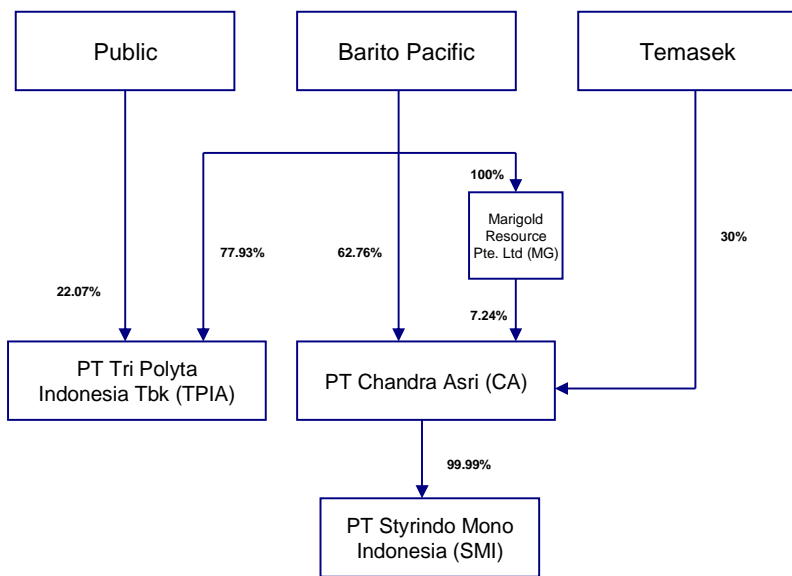 Public
Barito Pacific
Temasek
100%
Marigold
Resource
Pte. Ltd (MG)
77.93%
62.76%
30%
22.07%
7.24%
PT Tri Polyta
Indonesia Tbk (TPIA)
PT Chandra Asri (CA)
99.99%
PT Styrindo Mono
Indonesia (SMI)